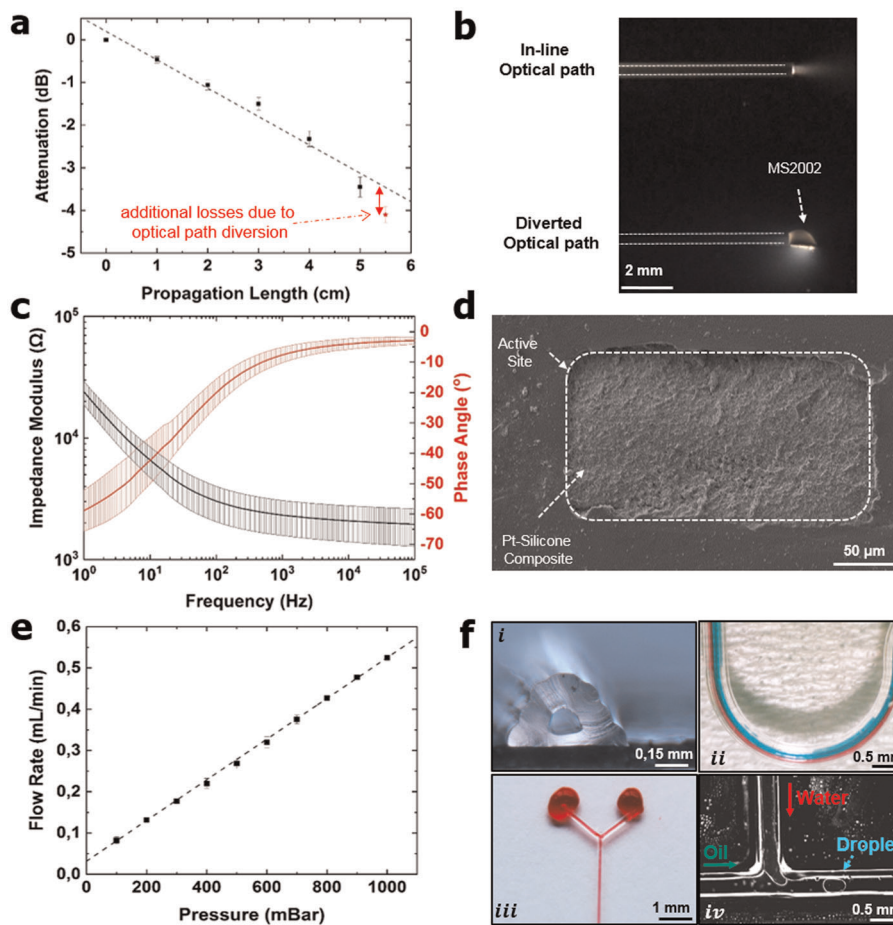 a
Attenuation (dB)
0
-1
-2
-3
-4
-5
additional losses due to
optical path diversion
0 1 2 3 4 5 6
Propagation Length (cm)
b
In-line
Optical path
MS2002
Diverted
Optical path
2 mm
c
Impedance Modulus (Ω)
10⁵
10⁴
10³
0
-10
-20
-30
-40
-50
-60
-70
Phase Angle (º)
10⁰ 10¹ 10² 10³ 10⁴ 10⁵
Frequency (Hz)
d
Active
Site
Pt-Silicone
Composite
50 µm
e
Flow Rate (mL/min)
0,6
0,5
0,4
0,3
0,2
0,1
0,0
0 200 400 600 800 1000
Pressure (mBar)
f
i
0,15 mm
ii
0.5 mm
iii
1 mm
Water
Oil
Droplet
iv
0.5 mm